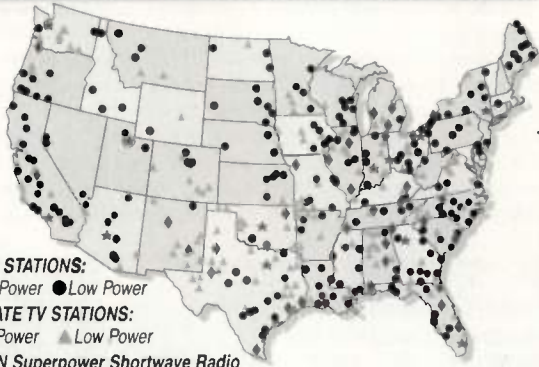 STATIONS:
Power ● Low Power
ATE TV STATIONS:
Power ▲ Low Power
N Superpower Shortwave Radio